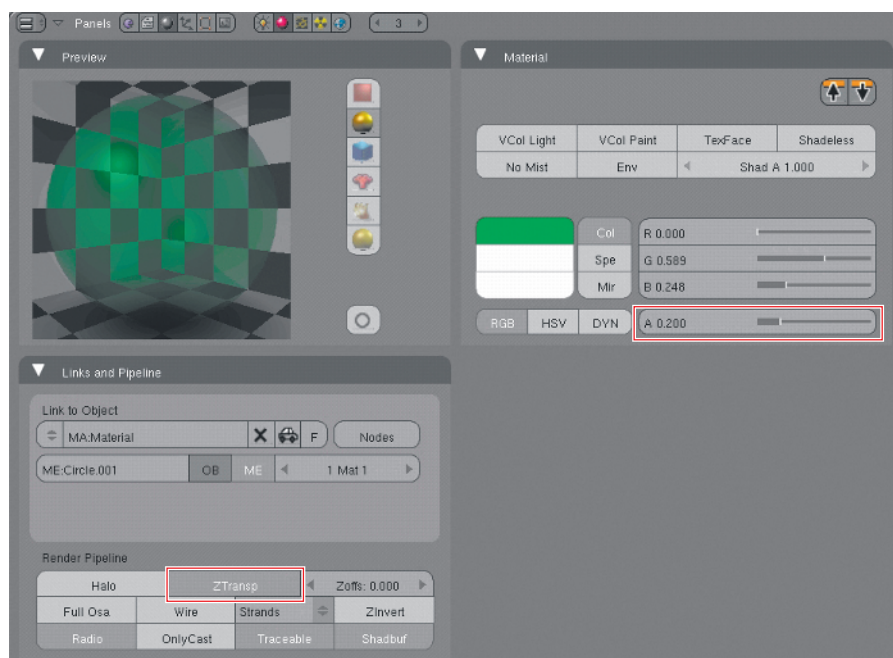 Panels 3
Preview
Material
VCol Light VCol Paint TexFace Shadeless
No Mist Env Shad A 1.000
Col R 0.000
Spe G 0.589
Mir B 0.248
RGB HSV DYN A 0.200
Links and Pipeline
Link to Object
MA:Material F Nodes
ME:Circle.001 OB ME 1 Mat 1
Render Pipeline
Halo ZTransp Zoffs: 0.000
Full Osa Wire Strands ZInvert
Radio OnlyCast Traceable Shadbuf